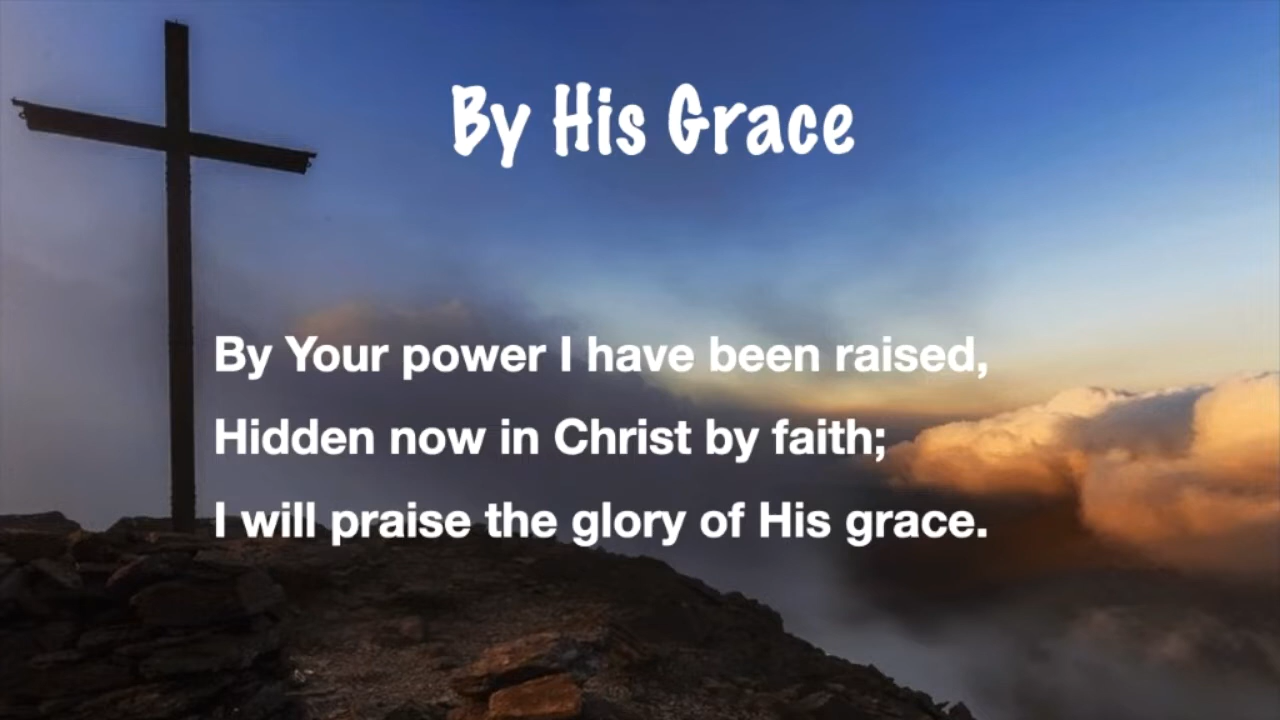 By His Grace
By Your power I have been raised,
Hidden now in Christ by faith;
I will praise the glory of His grace.